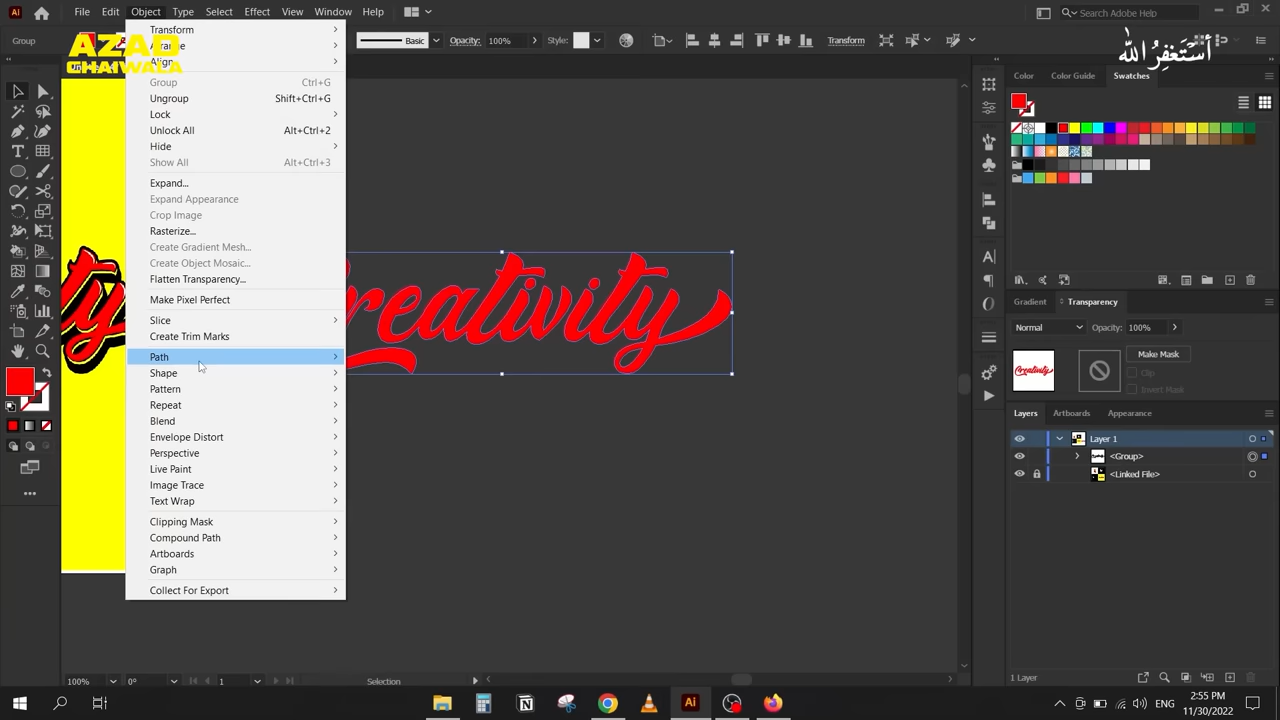 File Edit Object Type Select Effect View Window Help
Search Adobe Help
Group
Basic
Opacity: 100%
أستغفر الله
AZAD
GHAIWALA
Transform
Arrange
Align
Group Ctrl+G
Ungroup Shift+Ctrl+G
Lock
Unlock All Alt+Ctrl+2
Hide
Show All Alt+Ctrl+3
Expand...
Expand Appearance
Crop Image
Rasterize...
Create Gradient Mesh...
Create Object Mosaic...
Flatten Transparency...
Make Pixel Perfect
Slice
Create Trim Marks
Path
Shape
Pattern
Repeat
Blend
Envelope Distort
Perspective
Live Paint
Image Trace
Text Wrap
Clipping Mask
Compound Path
Artboards
Graph
Collect For Export
Creativity
Color Color Guide Swatches
Gradient Transparency
Normal Opacity: 100%
Creativity
Make Mask
Clip
Invert Mask
Layers Artboards Appearance
Layer 1
<Group>
<Linked File>
1 Layer
100% 0° 1 Selection
ENG 2:55 PM
11/30/2022